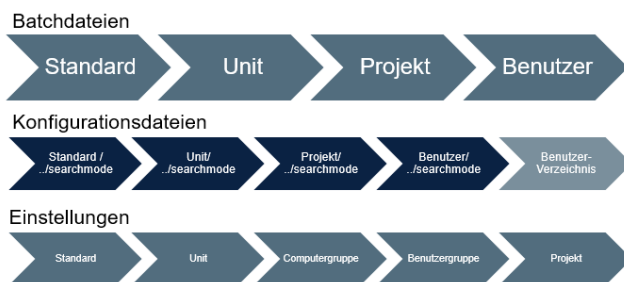 Batchdateien
Standard Unit Projekt Benutzer
Konfigurationsdateien
Standard / Unit/ Projekt/ Benutzer/ Benutzer-
../searchmode ../searchmode ../searchmode ../searchmode Verzeichnis
Einstellungen
Standard Unit Computergruppe Benutzergruppe Projekt